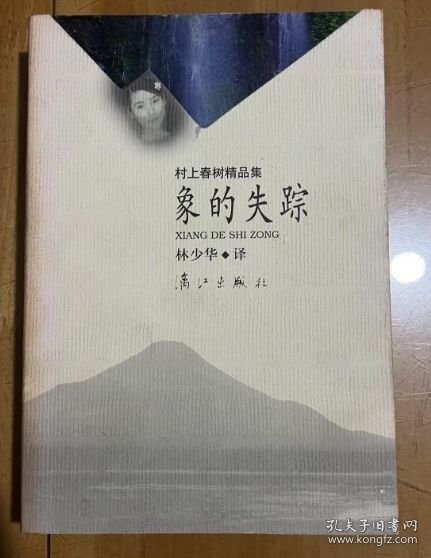 村上春树精品集
象的失踪
XIANG DE SHI ZONG
林少华◆译
漓江出版社
孔夫子旧书网
www.kongfz.com